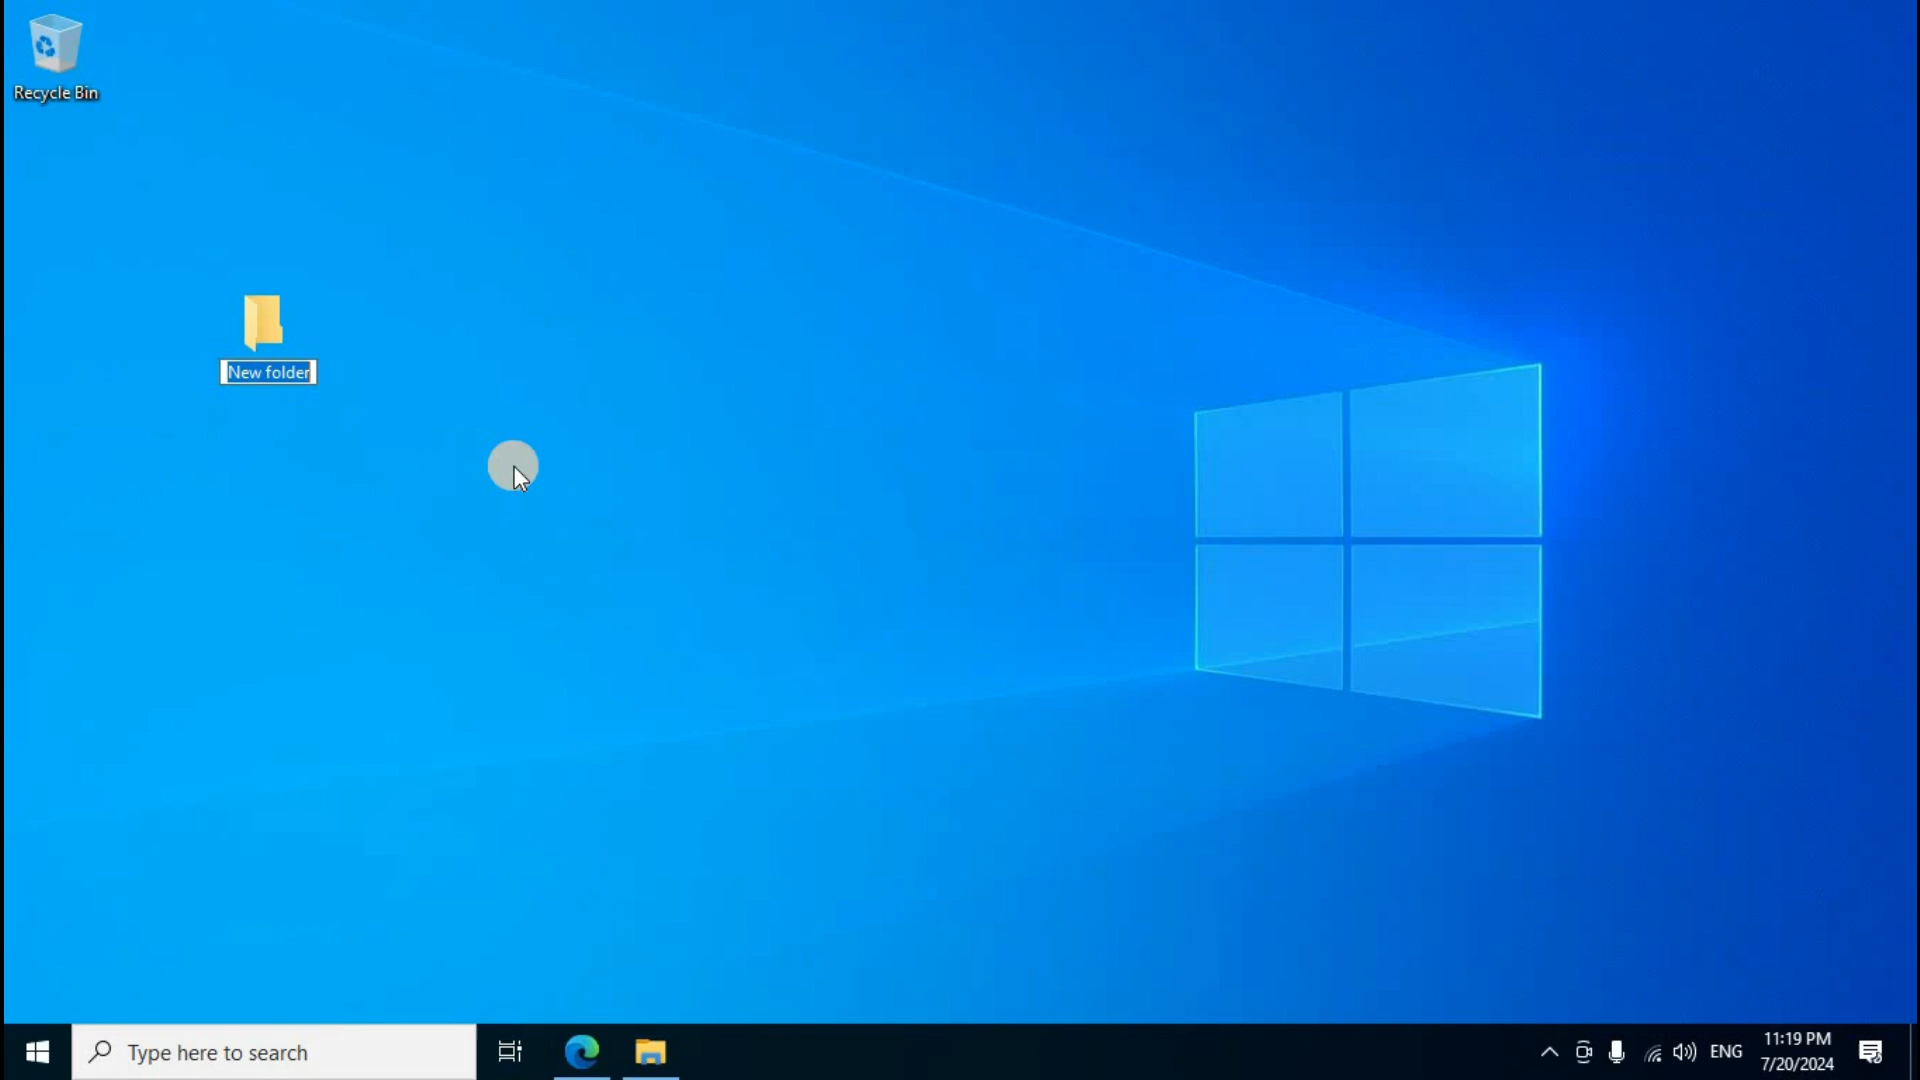 Recycle Bin
New folder
Type here to search
ENG
11:19 PM
7/20/2024